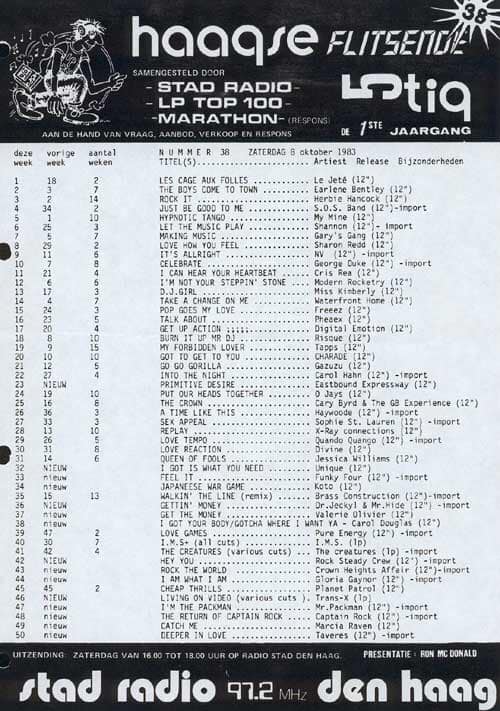 38
haagse FLITSENDE
SAMENGESTELD DOOR
- STAD RADIO -
- LP TOP 100 -
- MARATHON - (RESPONS)
5tig
AAN DE HAND VAN VRAAG, AANBOD, VERKOOP EN RESPONS
DE 1STE JAARGANG
deze vorige aantal N U M M E R 38 ZATERDAG 8 oktober 1983
week week weken TITEL(S).................. Artiest Release Bijzonderheden
1 18 2 LES CAGE AUX FOLLES ............ Le Jeté (12")
2 3 7 THE BOYS COME TO TOWN .......... Earlene Bentley (12")
3 2 14 ROCK IT ........................ Herbie Hancock (12")
4 34 2 JUST BE GOOD TO ME ............. S.O.S. Band (12")-import
5 1 10 HYPNOTIC TANGO ................. My Mine (12")
6 25 3 LET THE MUSIC PLAY ............. Shannon (12")- import
7 5 7 MAKING MUSIC ................... Gary's Gang (12")
8 29 2 LOVE HOW YOU FEEL .............. Sharon Redd (12")
9 11 6 IT'S ALLRIGHT .................. NV (12") -import
10 7 8 CELEBRATE ...................... George Duke (12") -import
11 21 4 I CAN HEAR YOUR HEARTBEAT ...... Cris Rea (12")
12 6 6 I'M NOT YOUR STEPPIN' STONE .... Modern Rocketry (12")
13 17 3 D.J.GIRL ....................... Miss Kimberly (12")
14 4 7 TAKE A CHANGE ON ME ............ Waterfront Home (12")
15 24 3 POP GOES MY LOVE ............... Freeez (12")
16 23 5 TALK ABOUT ..................... Pheaex (12")
17 20 4 GET UP ACTION ;;;;;............. Digital Emotion (12")
18 8 10 BURN IT UP MR DJ ............... Risque (12")
19 9 15 MY FORBIDDEN LOVER ............. Tapps (12")
20 10 10 GOT TO GET TO YOU .............. CHARADE (12")
21 12 5 GO GO GORILLA .................. Gazuzu (12")
22 27 4 INTO THE NIGHT ................. Carol Hahn (12") -import
23 NIEUW PRIMITIVE DESIRE ............... Eastbound Expressway (12")
24 19 10 PUT OUR HEADS TOGETHER ......... O Jays (12")
25 16 8 THE CROWN ...................... Cary Byrd & The GB Experience (12")
26 36 3 A TIME LIKE THIS ............... Haywoode (12") -import
27 33 3 SEX APPEAL ..................... Sophie St. Lauren (12") -import
28 13 10 REPLAY ......................... X-Ray connections (12")
29 26 5 LOVE TEMPO ..................... Quando Quango (12") -import
30 31 8 LOVE REACTION .................. Divine (12")
31 14 6 QUEEN OF FOOLS ................. Jessica Williams (12")
32 NIEUW I GOT IS WHAT YOU NEED ......... Unique (12")
33 nieuw FEEL IT ........................ Funky Four (12") -import
34 nieuw JAPANEESE WAR GAME ............. Koto (12")
35 15 13 WALKIN' THE LINE (remix) ....... Brass Construction (12")-import
36 NIEUW GETTIN' MONEY .................. Dr.Jeckyl & Mr.Hide (12") -import
37 nieuw GET THE MONEY .................. Valerie Olivier (12")
38 nieuw I GOT YOUR BODY/GOTCHA WHERE I WANT YA - Carol Douglas (12")
39 47 2 LOVE GAMES ..................... Pure Energy (12") -import
40 30 7 I.M.S+ (all cuts) .............. I.M.S. (lp)
41 42 4 THE CREATURES (various cuts) ... The creatures (lp) -import
42 NIEUW HEY YOU ........................ Rock Steady Crew (12") -import
43 nieuw ROCK THE WORLD ................. Crown Heights Affair (12")-import
44 nieuw I AM WHAT I AM ................. Gloria Gaynor (12") -import
45 45 2 CHEAP THRILLS .................. Planet Patrol (12")
46 NIEUW LIVING ON VIDEO (various cuts ). Trans-X (lp)
47 nieuw I'M THE PACKMAN ................ Mr.Packman (12") -import
48 nieuw THE RETURN OF CAPTAIN ROCK ..... Captain Rock (12") -import
49 nieuw CATCH ME ....................... Marcia Raven (12")
50 nieuw DEEPER IN LOVE ................. Taveres (12") -import
UITZENDING: ZATERDAG VAN 16.00 TOT 18.00 UUR OP RADIO STAD DEN HAAG. PRESENTATIE: RON MC DONALD
stad radio 97.2 MHz den haag